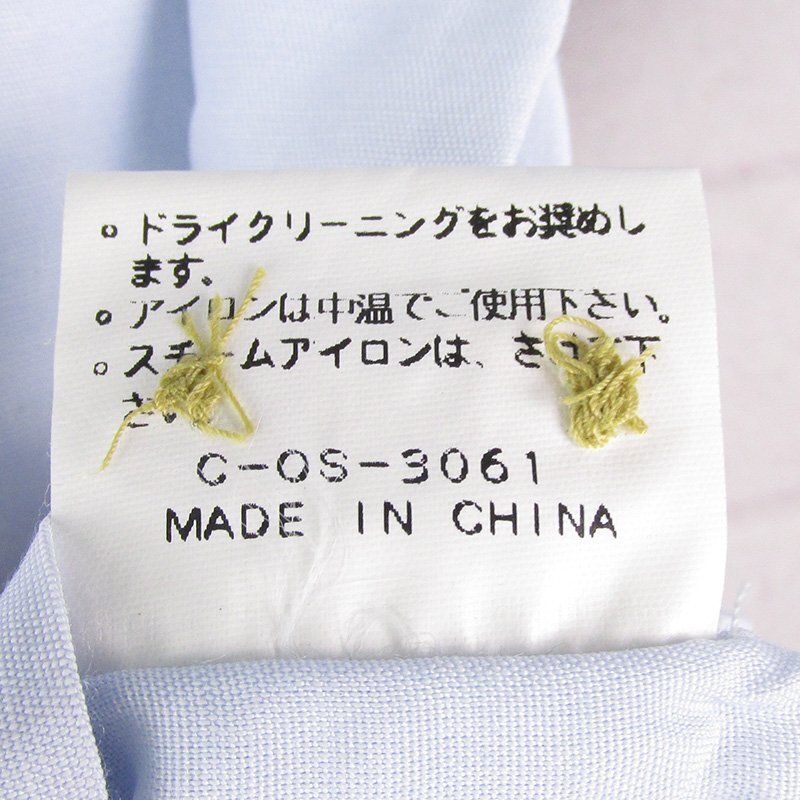 。ドライクリーニングをお奨めし
ます。
。アイロンは中温でご使用下さい。
。スチームアイロンは、さ
さ
C-OS-3061
MADE IN CHINA